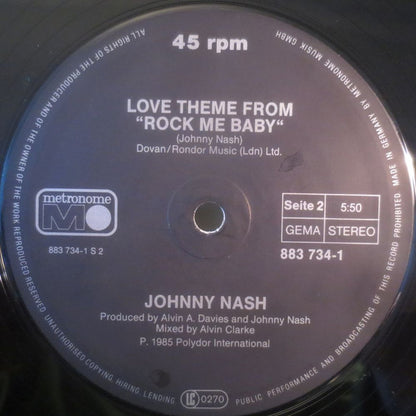 45 rpm
LOVE THEME FROM
"ROCK ME BABY"
(Johnny Nash)
Dovan/Rondor Music (Ldn) Ltd.
metronome
M
883 734-1 S 2
Seite 2 5:50
GEMA STEREO
883 734-1
JOHNNY NASH
Produced by Alvin A. Davies and Johnny Nash
Mixed by Alvin Clarke
P. 1985 Polydor International
LC 0270
ALL RIGHTS OF THE PRODUCER AND OF THE OWNER OF THE WORK REPRODUCED RESERVED
UNAUTHORISED COPYING, HIRING, LENDING
PUBLIC PERFORMANCE AND BROADCASTING OF THIS RECORD PROHIBITED.
MADE IN GERMANY BY METRONOME MUSIK GMBH